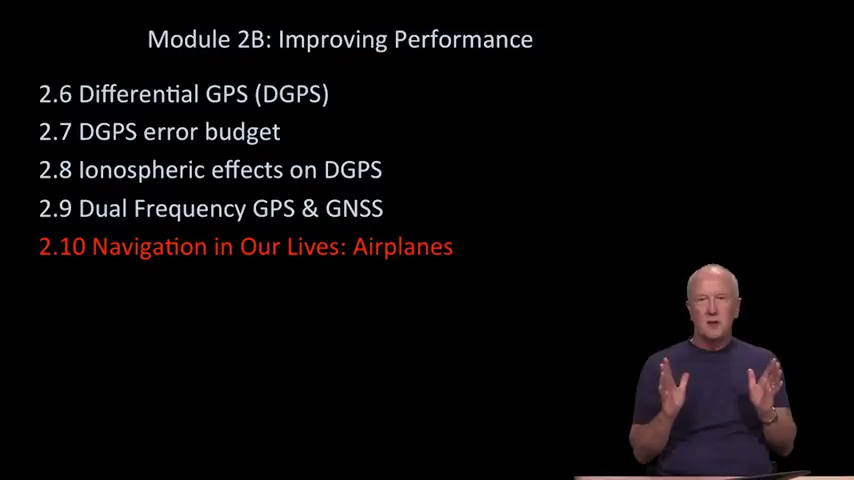 Module 2B: Improving Performance
2.6 Differential GPS (DGPS)
2.7 DGPS error budget
2.8 Ionospheric effects on DGPS
2.9 Dual Frequency GPS & GNSS
2.10 Navigation in Our Lives: Airplanes